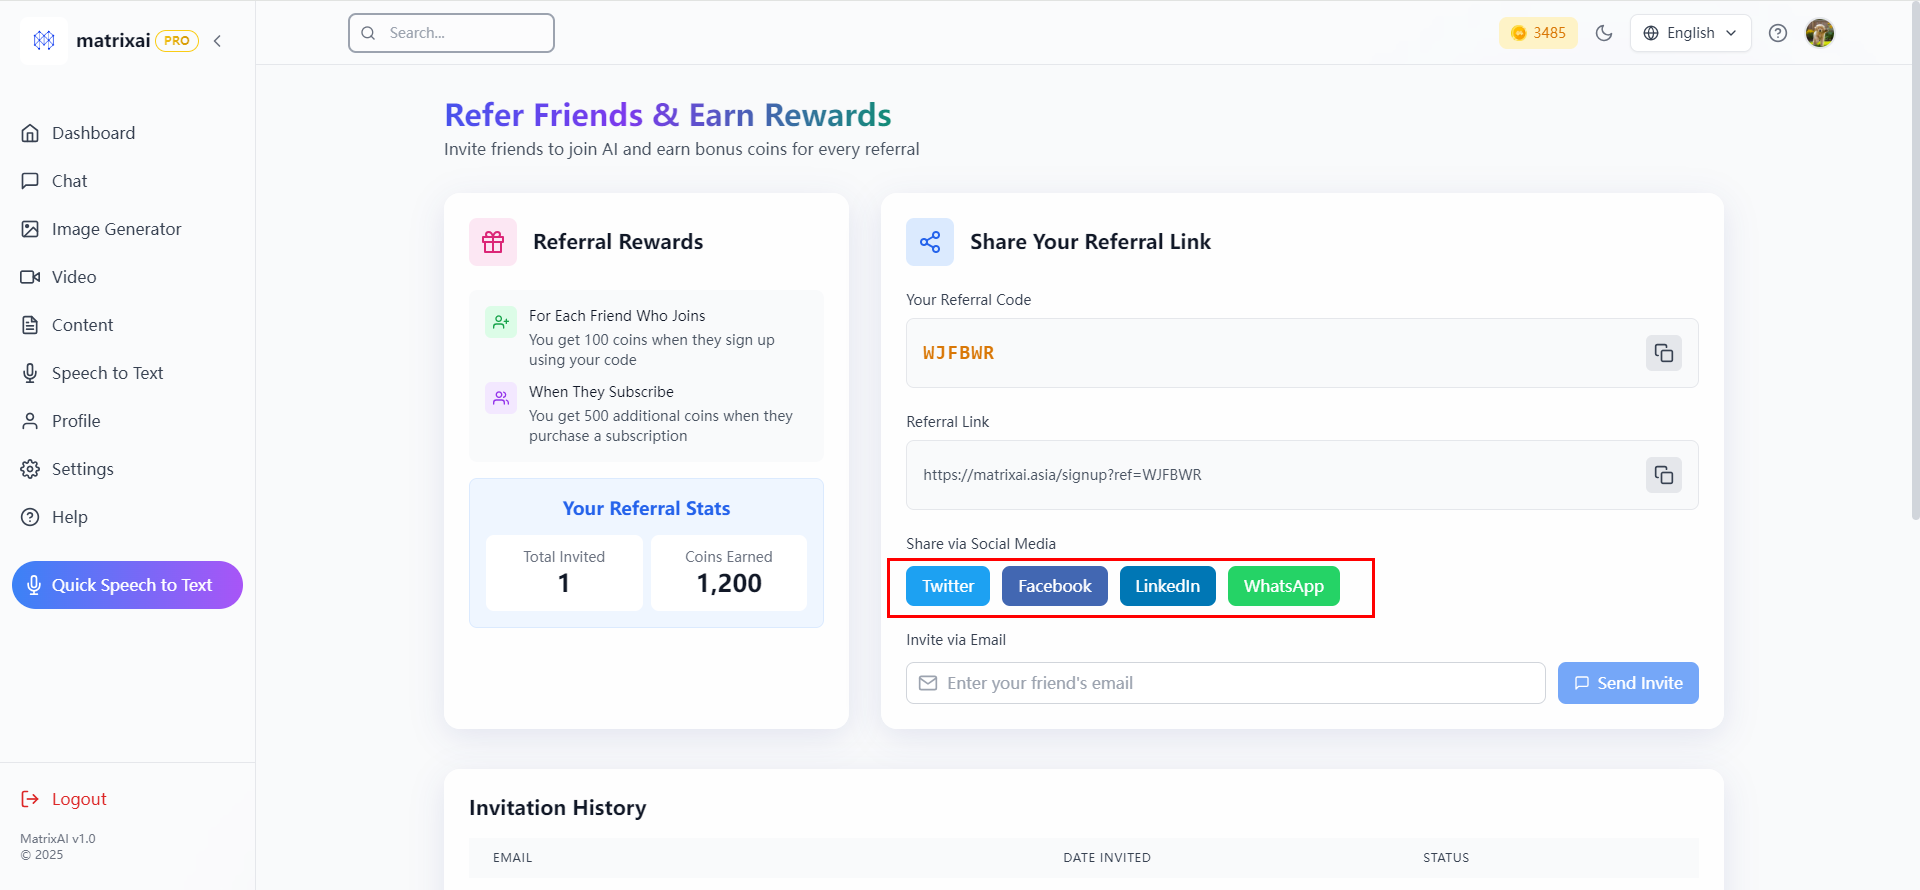 matrixai PRO
Search...
3485
English
Dashboard
Chat
Image Generator
Video
Content
Speech to Text
Profile
Settings
Help
Quick Speech to Text
Logout
MatrixAI v1.0
© 2025
Refer Friends & Earn Rewards
Invite friends to join AI and earn bonus coins for every referral
Referral Rewards
For Each Friend Who Joins
You get 100 coins when they sign up
using your code
When They Subscribe
You get 500 additional coins when they
purchase a subscription
Your Referral Stats
Total Invited
1
Coins Earned
1,200
Share Your Referral Link
Your Referral Code
WJFBWR
Referral Link
https://matrixai.asia/signup?ref=WJFBWR
Share via Social Media
Twitter Facebook LinkedIn WhatsApp
Invite via Email
Enter your friend's email
Send Invite
Invitation History
EMAIL DATE INVITED STATUS